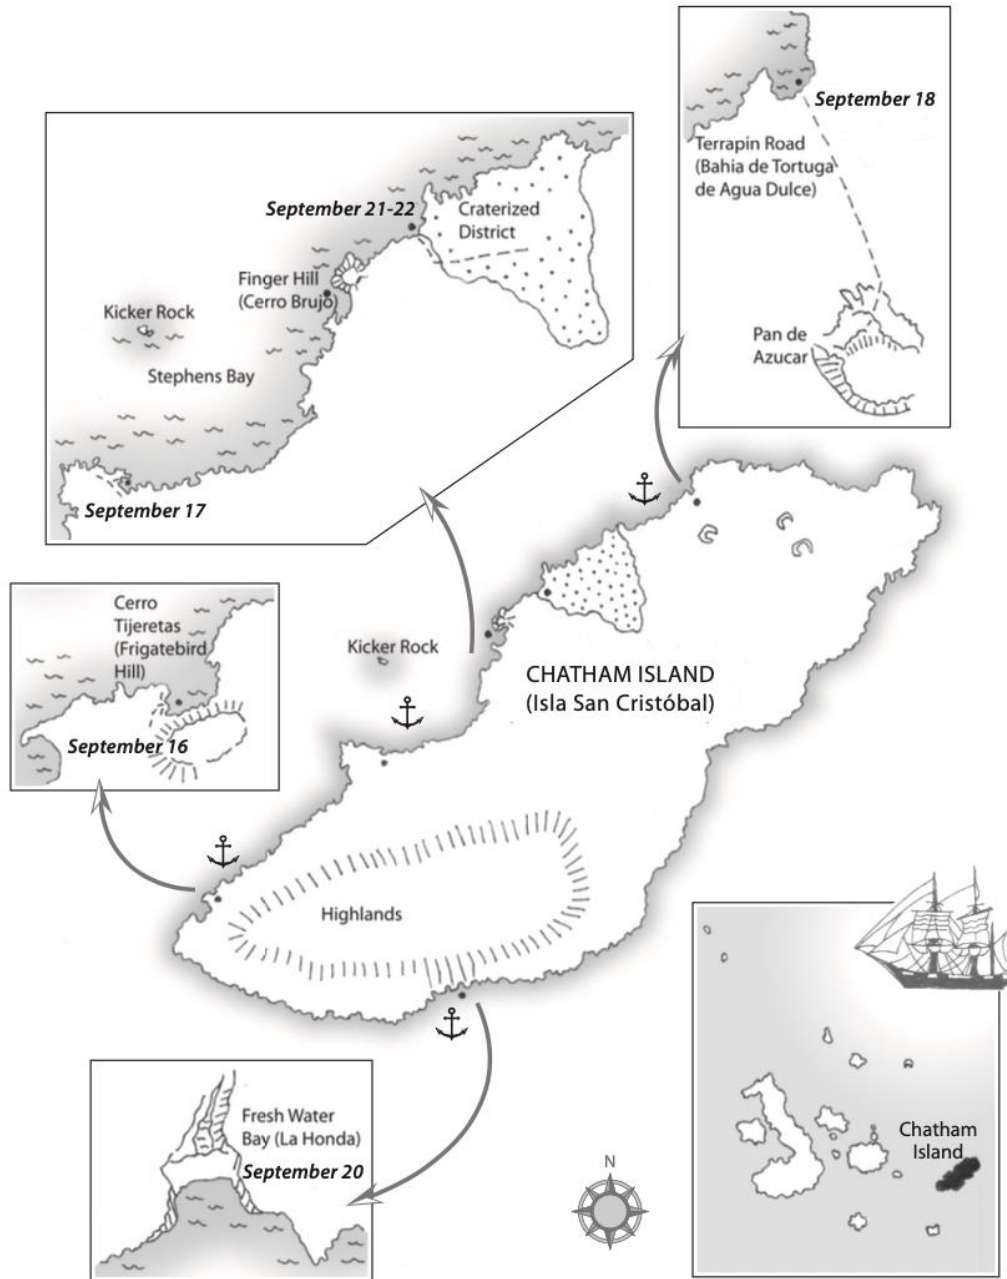 September 18
Terrapin Road
(Bahia de Tortuga
de Agua Dulce)
Pan de
Azucar
September 21-22
Craterized
District
Finger Hill
(Cerro Brujo)
Kicker Rock
Stephens Bay
September 17
Cerro
Tijeretas
(Frigatebird
Hill)
September 16
Kicker Rock
CHATHAM ISLAND
(Isla San Cristóbal)
Highlands
Fresh Water
Bay (La Honda)
September 20
N
Chatham
Island